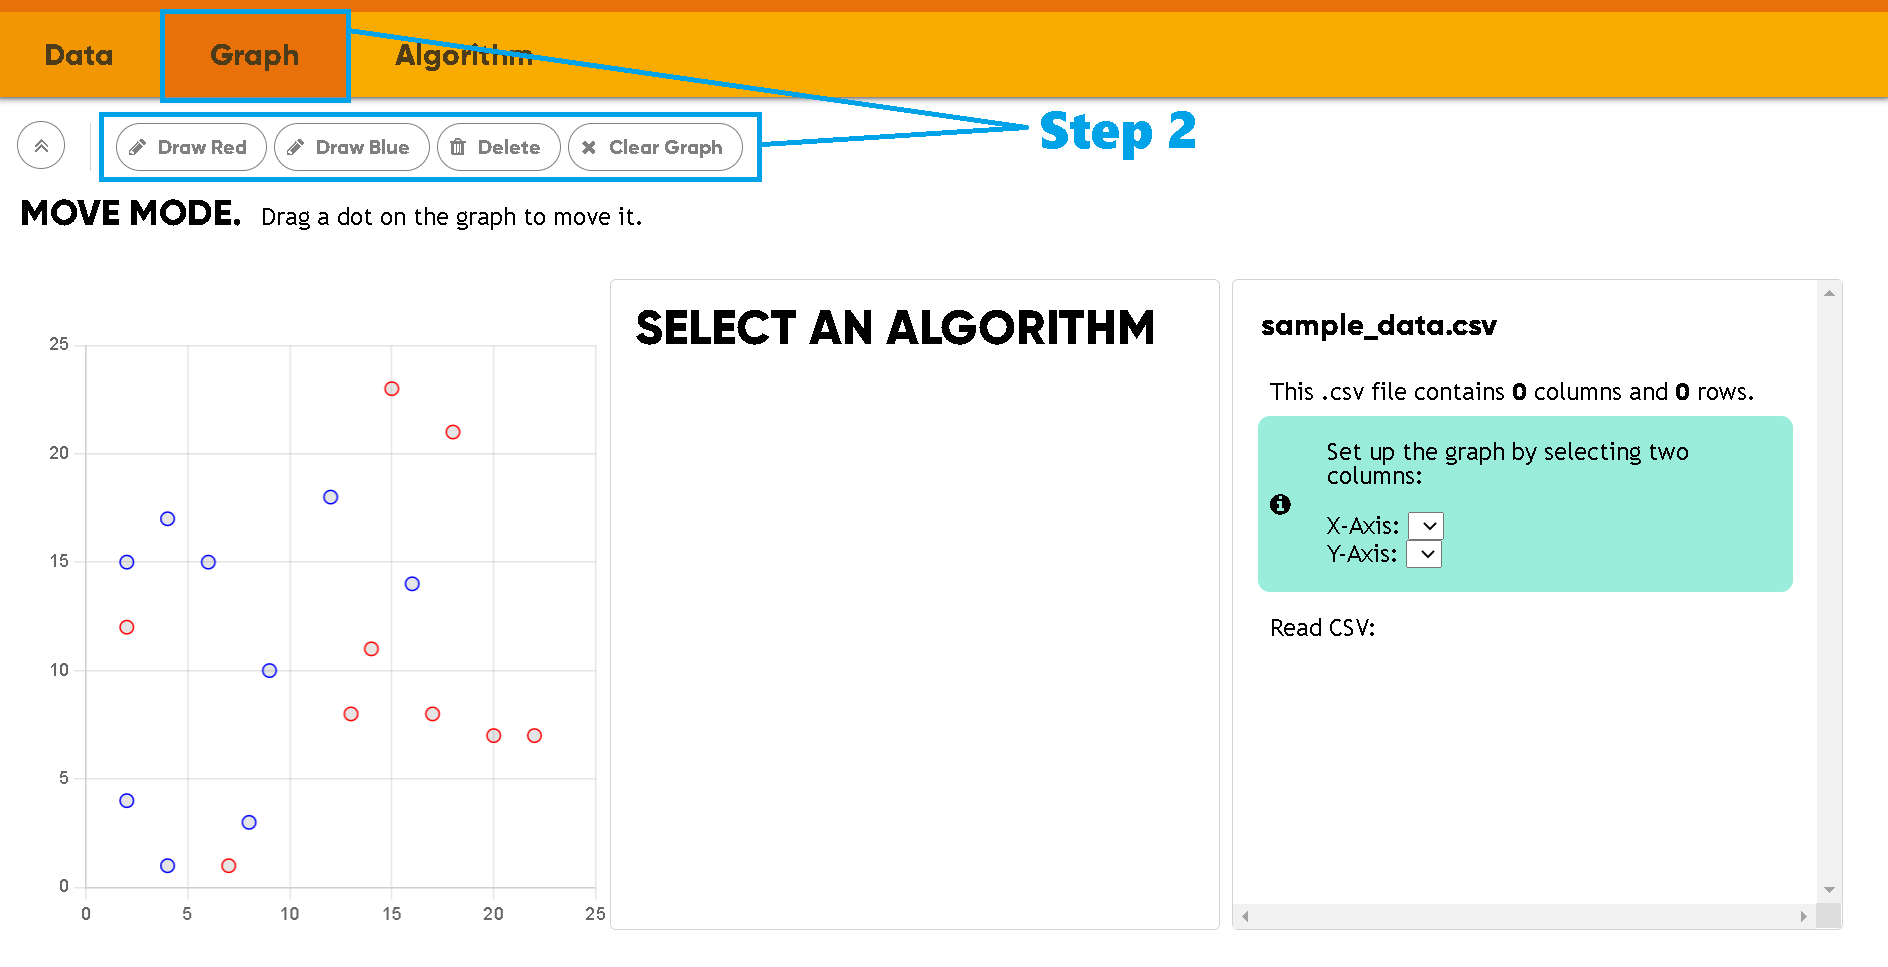 Data Graph Algorithm
Draw Red Draw Blue Delete Clear Graph
Step 2
MOVE MODE. Drag a dot on the graph to move it.
25
20
15
10
5
0
0 5 10 15 20 25
SELECT AN ALGORITHM
sample_data.csv
This .csv file contains 0 columns and 0 rows.
Set up the graph by selecting two
columns:
X-Axis:
Y-Axis:
Read CSV: